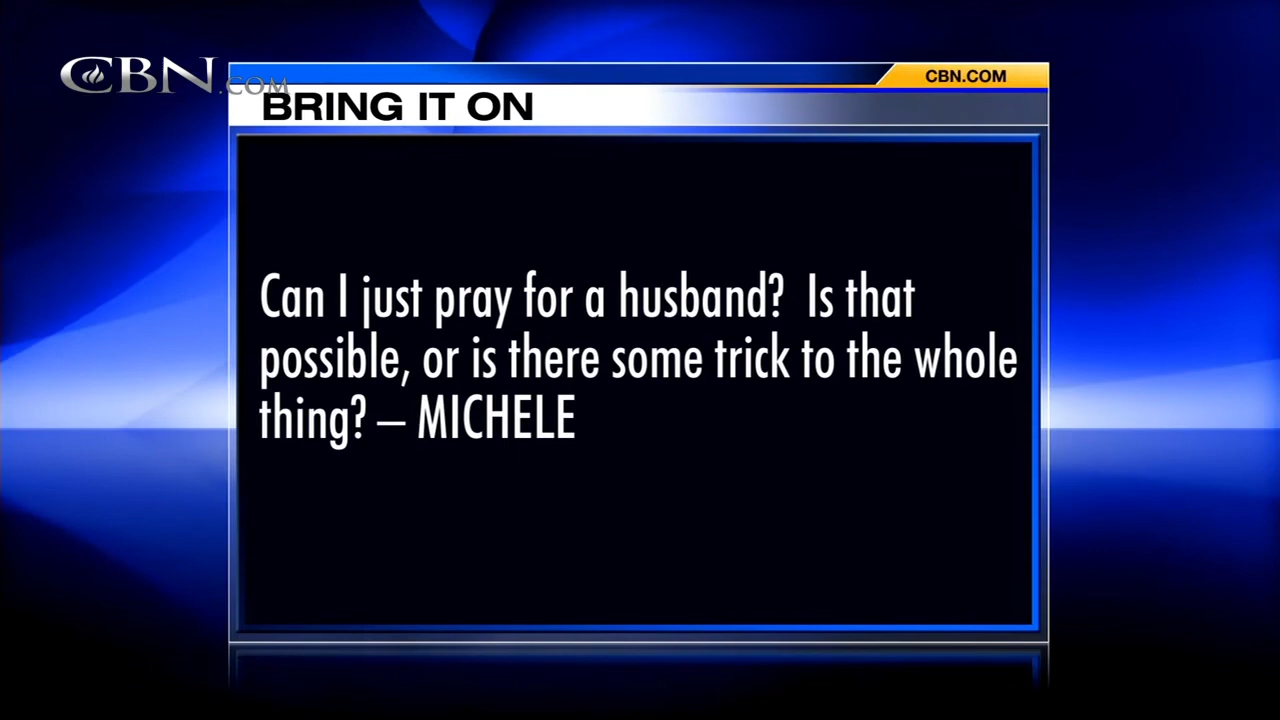 CBN.COM
CBN.COM
BRING IT ON
Can I just pray for a husband?  Is that
possible, or is there some trick to the whole
thing? – MICHELE